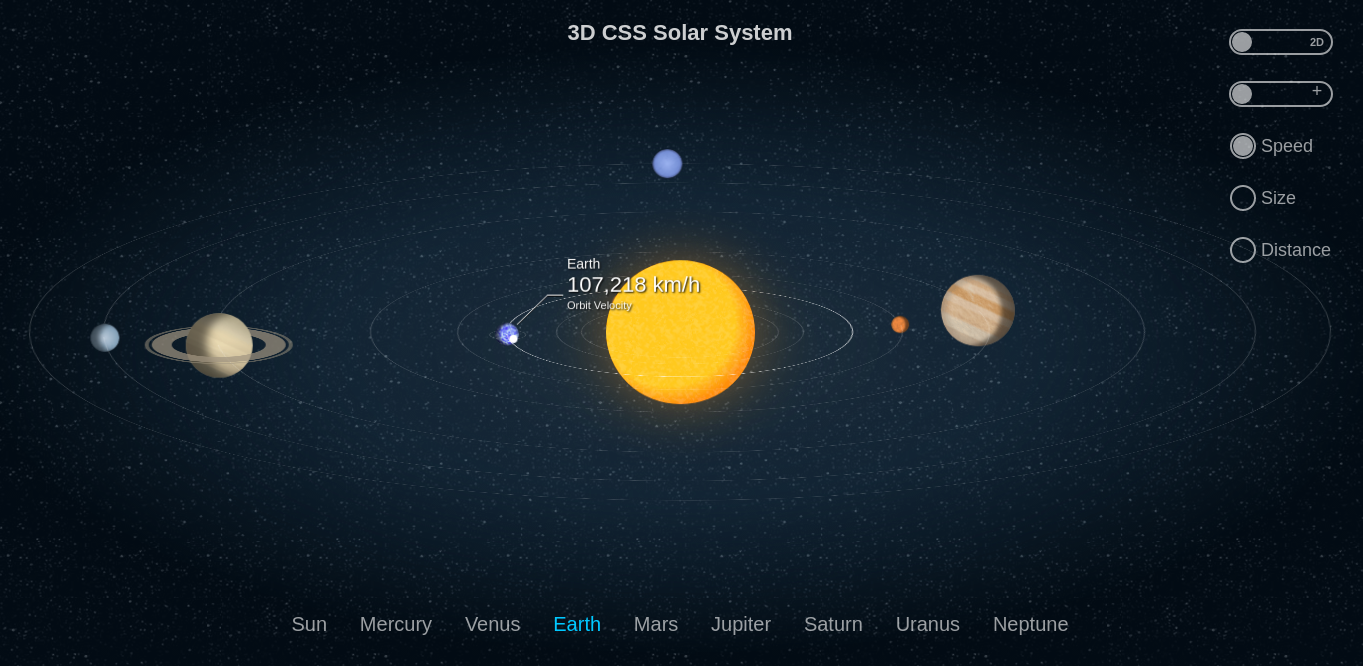 3D CSS Solar System
2D
+
Speed
Size
Distance
Earth
107,218 km/h
Orbit Velocity
Sun Mercury Venus Earth Mars Jupiter Saturn Uranus Neptune